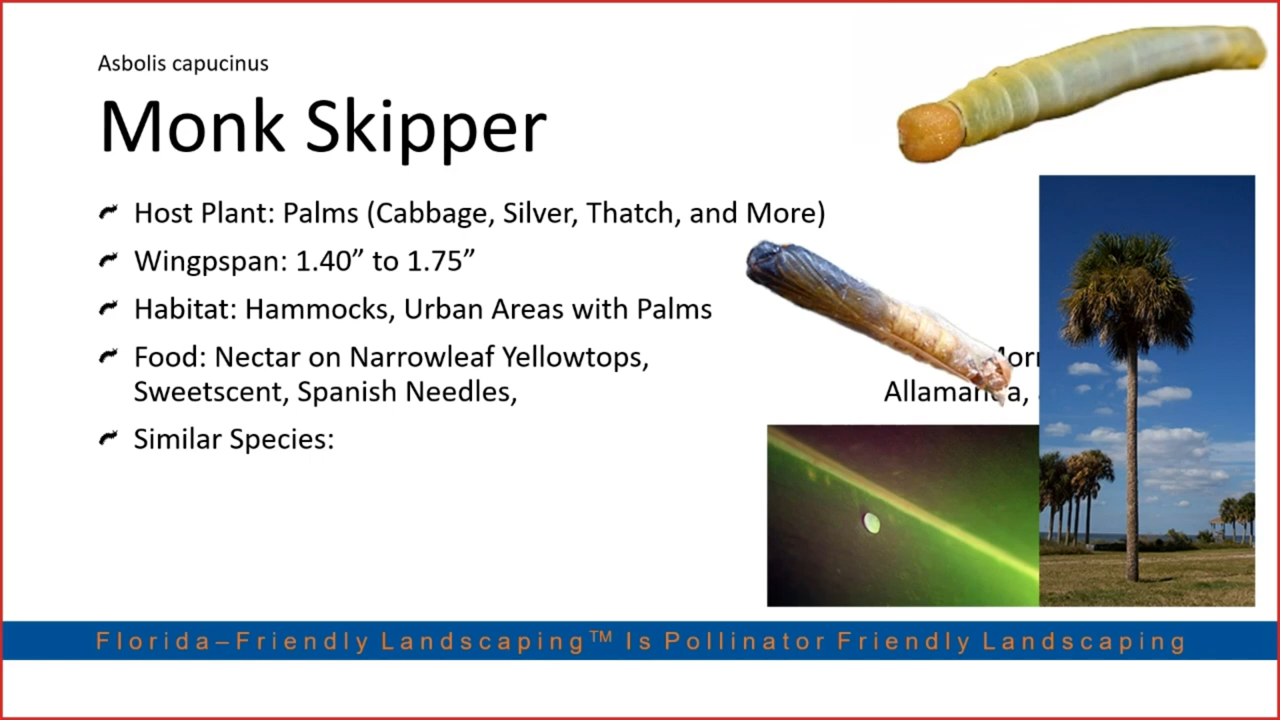 Asbolis capucinus
Monk Skipper
Host Plant: Palms (Cabbage, Silver, Thatch, and More)
Wingpspan: 1.40” to 1.75”
Habitat: Hammocks, Urban Areas with Palms
Food: Nectar on Narrowleaf Yellowtops,
Sweetscent, Spanish Needles, Allamanda,
Similar Species:
Florida–Friendly Landscaping™ Is Pollinator Friendly Landscaping